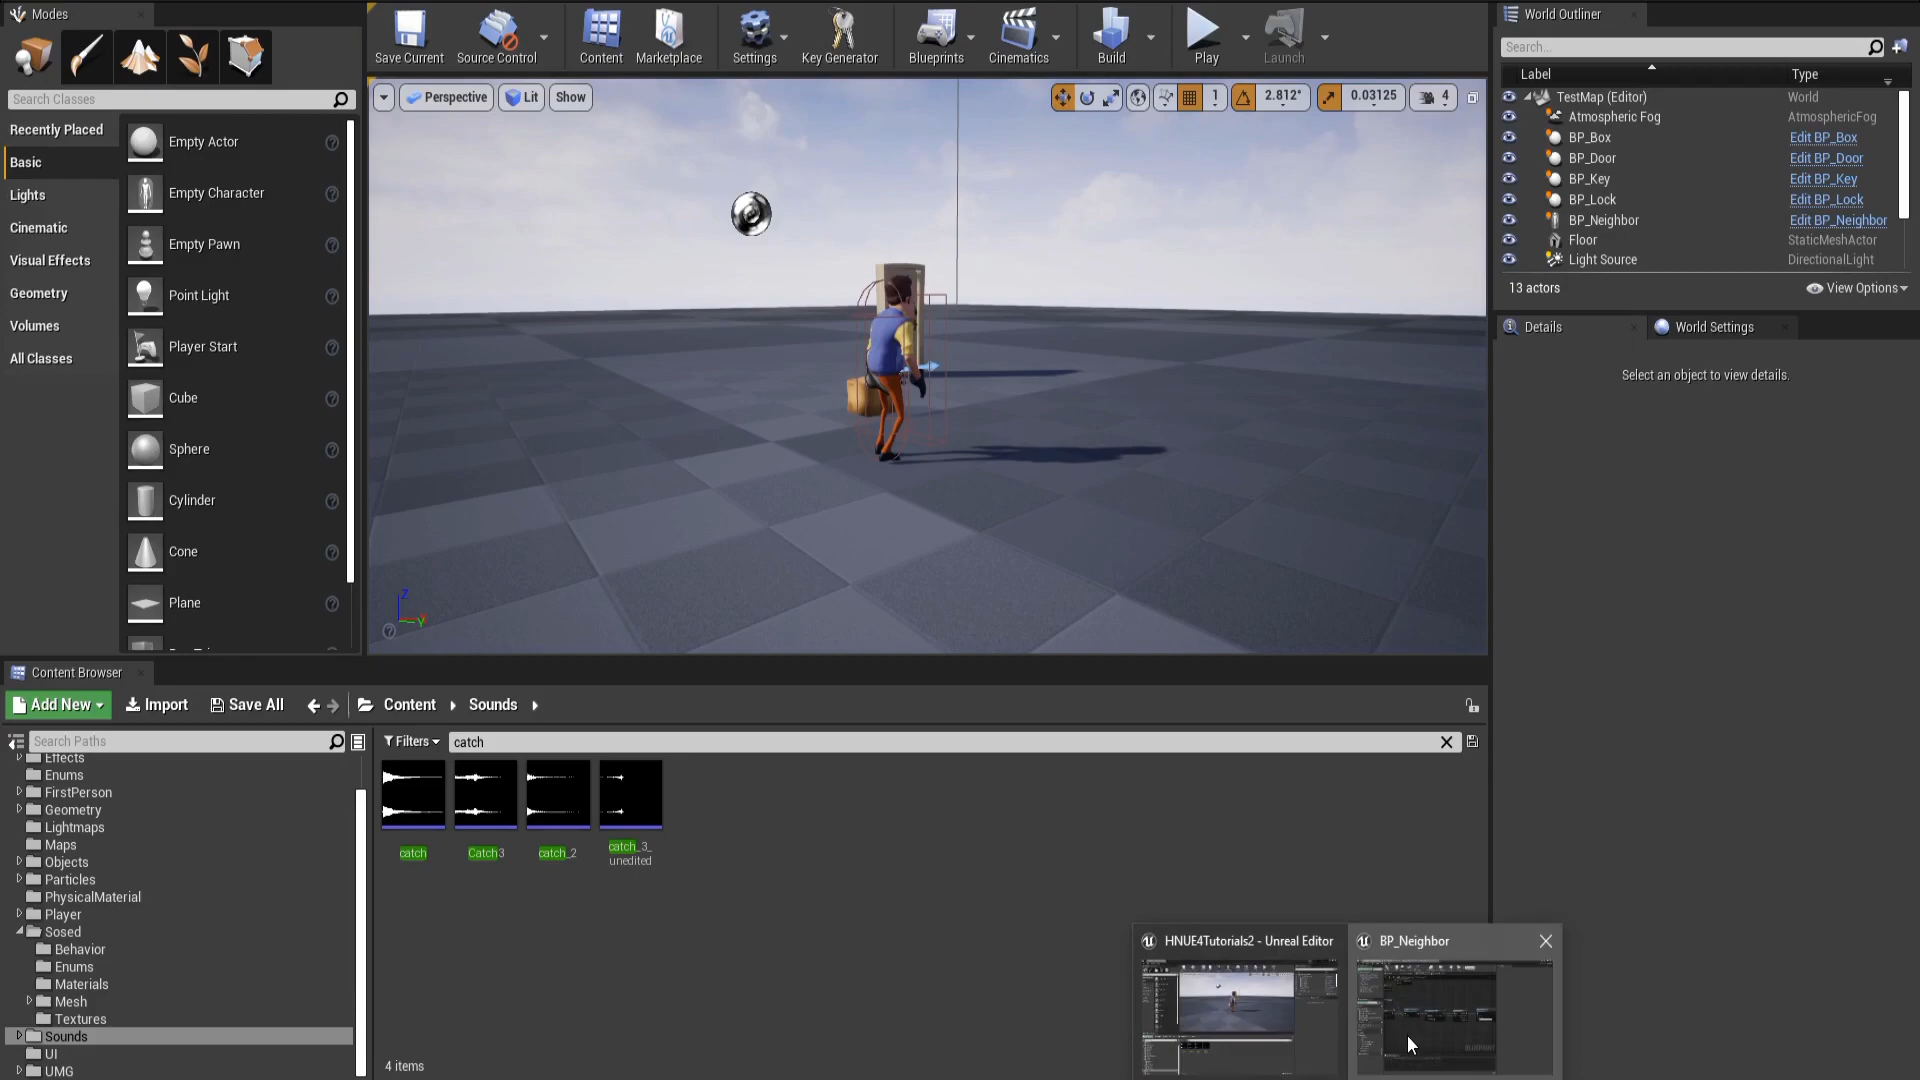 Modes
Search Classes
Recently Placed
Basic
Lights
Cinematic
Visual Effects
Geometry
Volumes
All Classes
Empty Actor
Empty Character
Empty Pawn
Point Light
Player Start
Cube
Sphere
Cylinder
Cone
Plane
Save Current
Source Control
Content
Marketplace
Settings
Key Generator
Blueprints
Cinematics
Build
Play
Launch
Perspective
Lit
Show
1
2.812°
0.03125
4
Z
Y
World Outliner
Search...
Label
Type
TestMap (Editor) World
Atmospheric Fog AtmosphericFog
BP_Box Edit BP_Box
BP_Door Edit BP_Door
BP_Key Edit BP_Key
BP_Lock Edit BP_Lock
BP_Neighbor Edit BP_Neighbor
Floor StaticMeshActor
Light Source DirectionalLight
13 actors
View Options
Details
World Settings
Select an object to view details.
Content Browser
Add New
Import
Save All
Content
Sounds
Search Paths
Effects
Enums
FirstPerson
Geometry
Lightmaps
Maps
Objects
Particles
PhysicalMaterial
Player
Sosed
Behavior
Enums
Materials
Mesh
Textures
Sounds
UI
UMG
Filters
catch
catch
Catch3
catch_2
catch_3_
unedited
4 items
HNUE4Tutorials2 - Unreal Editor
BP_Neighbor